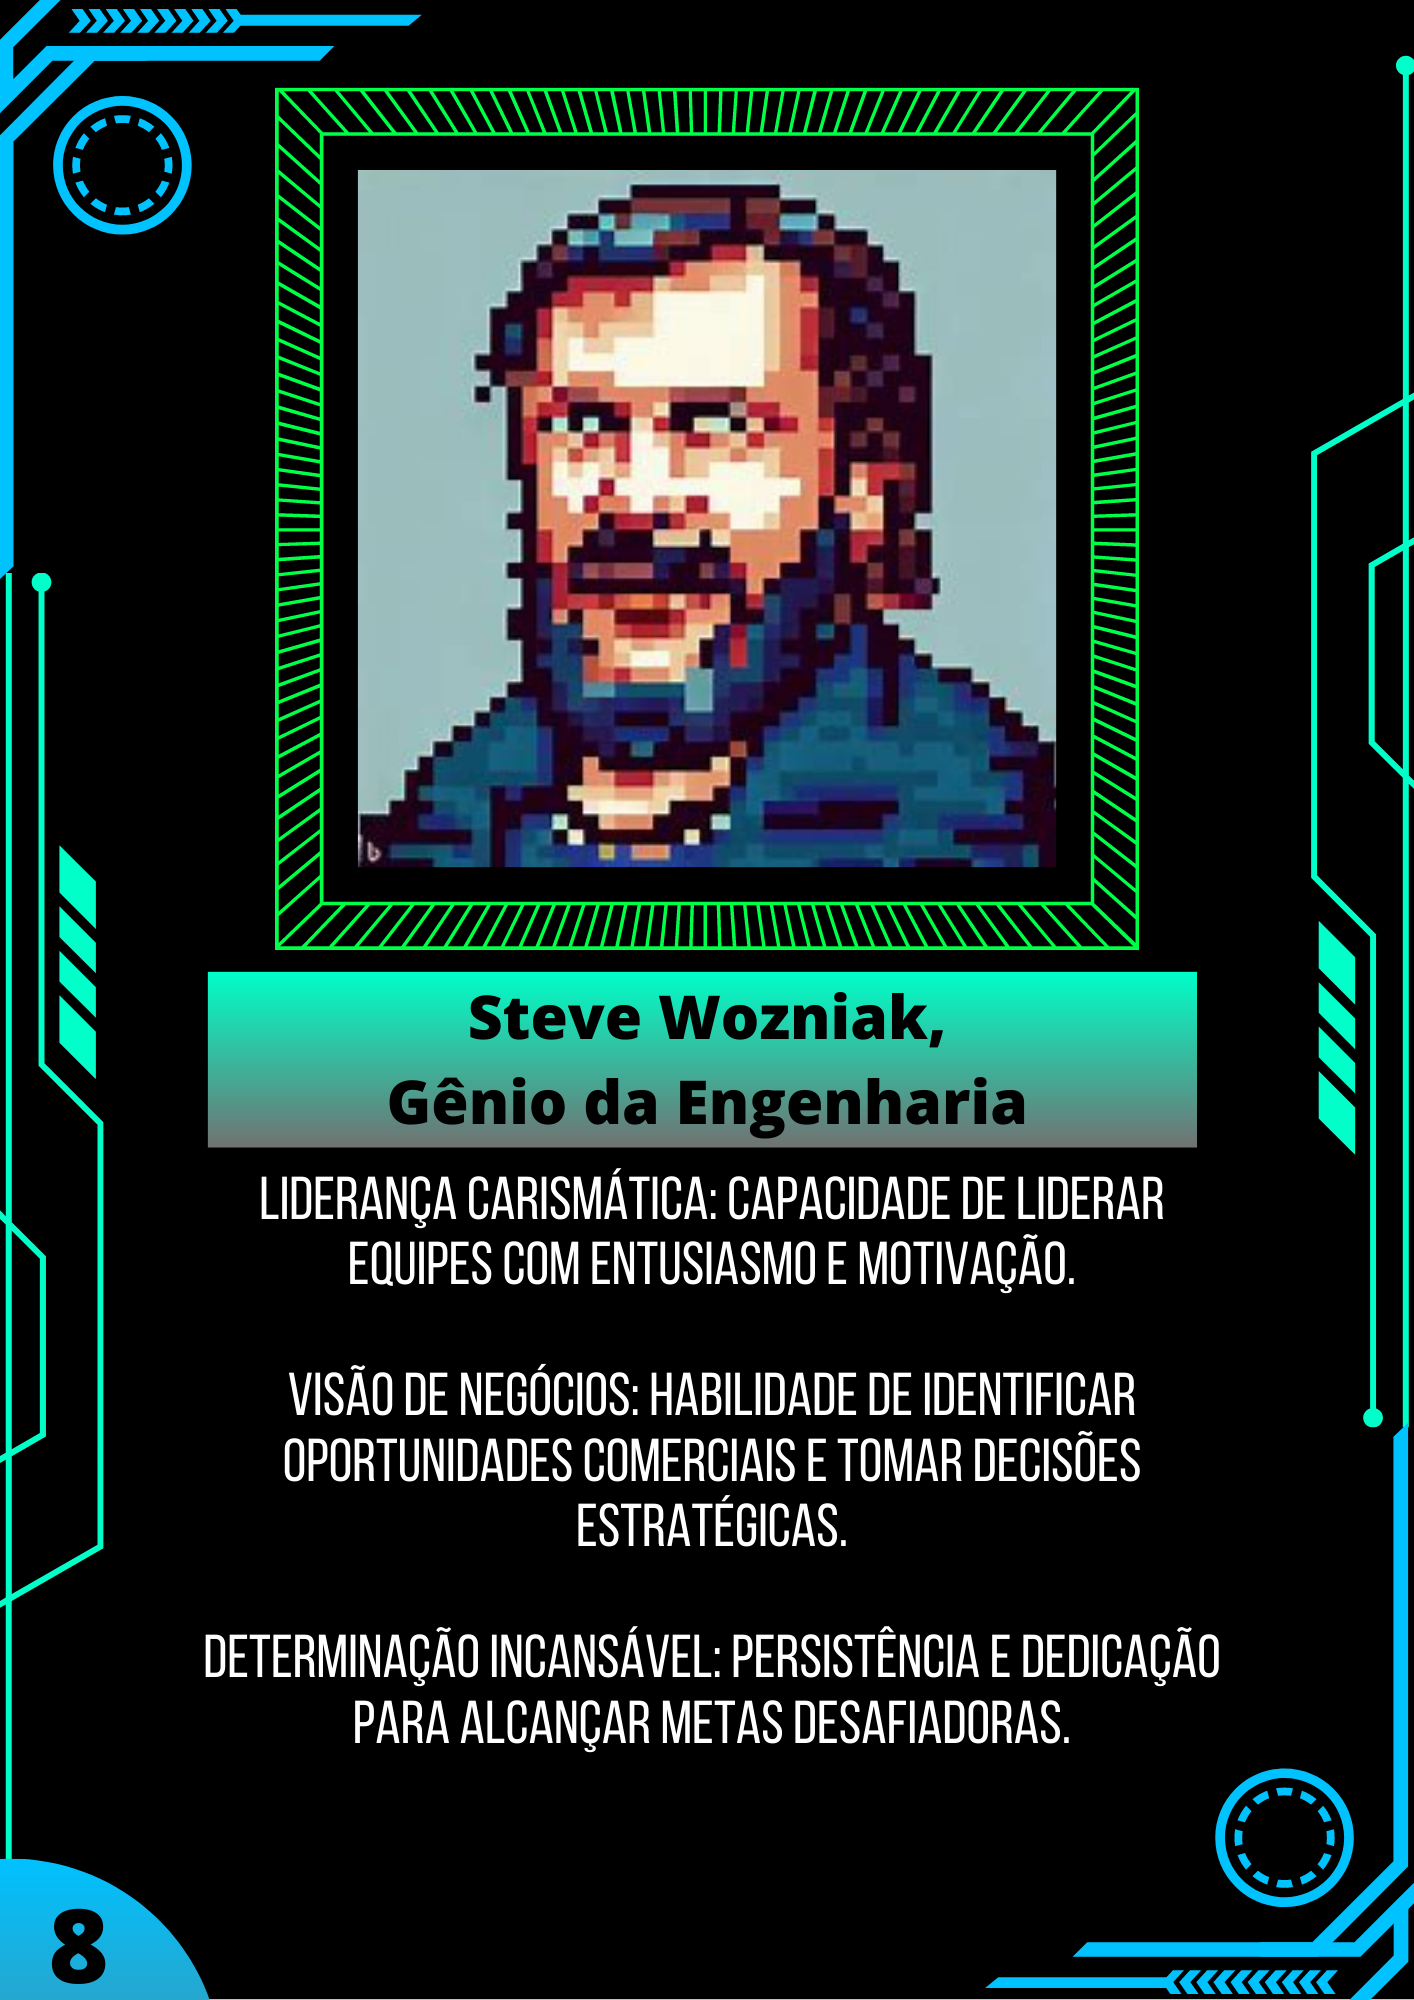 Steve Wozniak,
Gênio da Engenharia
LIDERANÇA CARISMÁTICA: CAPACIDADE DE LIDERAR
EQUIPES COM ENTUSIASMO E MOTIVAÇÃO.
VISÃO DE NEGÓCIOS: HABILIDADE DE IDENTIFICAR
OPORTUNIDADES COMERCIAIS E TOMAR DECISÕES
ESTRATÉGICAS.
DETERMINAÇÃO INCANSÁVEL: PERSISTÊNCIA E DEDICAÇÃO
PARA ALCANÇAR METAS DESAFIADORAS.
8